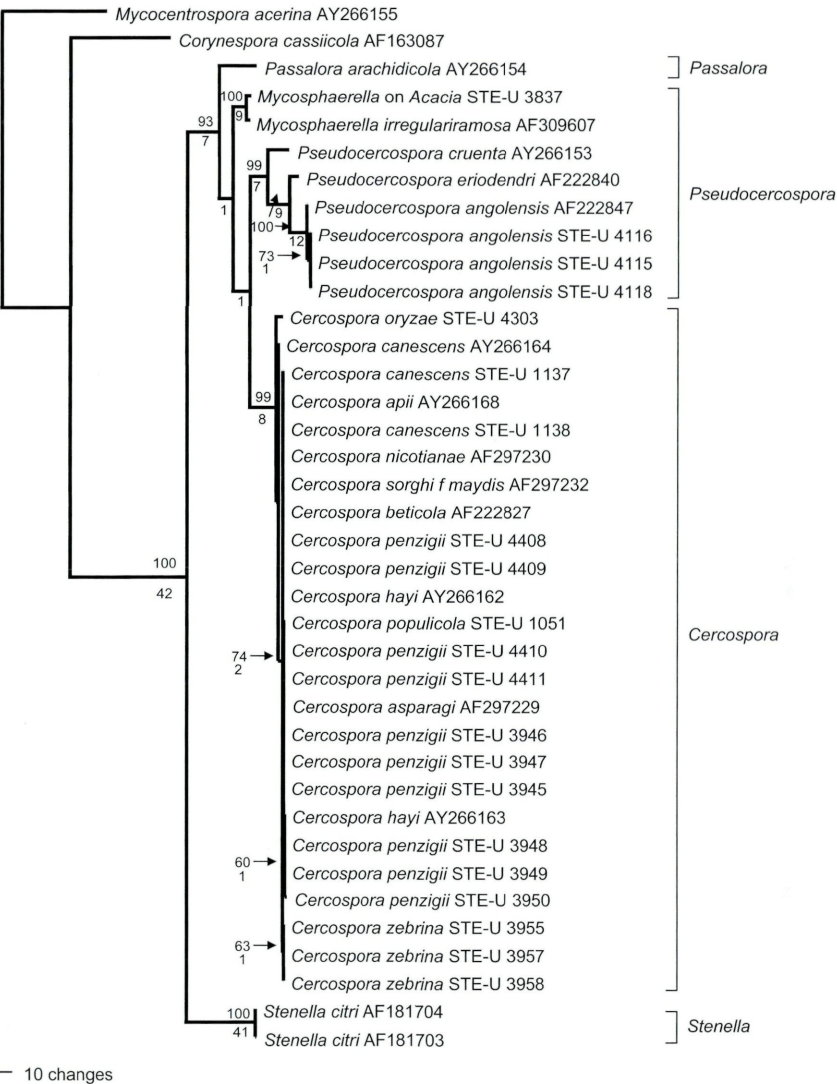 Mycocentrospora acerina AY266155
Corynespora cassiicola AF163087
Passalora arachidicola AY266154
Passalora
100
9
Mycosphaerella on Acacia STE-U 3837
Mycosphaerella irregulariramosa AF309607
93
7
99
7
Pseudocercospora cruenta AY266153
Pseudocercospora eriodendri AF222840
Pseudocercospora
1
79
100
12
Pseudocercospora angolensis AF222847
Pseudocercospora angolensis STE-U 4116
73
1
Pseudocercospora angolensis STE-U 4115
Pseudocercospora angolensis STE-U 4118
1
Cercospora oryzae STE-U 4303
Cercospora canescens AY266164
Cercospora canescens STE-U 1137
99
8
Cercospora apii AY266168
Cercospora canescens STE-U 1138
Cercospora nicotianae AF297230
Cercospora sorghi f maydis AF297232
Cercospora beticola AF222827
Cercospora penzigii STE-U 4408
100
42
Cercospora penzigii STE-U 4409
Cercospora hayi AY266162
Cercospora populicola STE-U 1051
Cercospora
74
2
Cercospora penzigii STE-U 4410
Cercospora penzigii STE-U 4411
Cercospora asparagi AF297229
Cercospora penzigii STE-U 3946
Cercospora penzigii STE-U 3947
Cercospora penzigii STE-U 3945
Cercospora hayi AY266163
Cercospora penzigii STE-U 3948
60
1
Cercospora penzigii STE-U 3949
Cercospora penzigii STE-U 3950
Cercospora zebrina STE-U 3955
63
1
Cercospora zebrina STE-U 3957
Cercospora zebrina STE-U 3958
100
41
Stenella citri AF181704
Stenella citri AF181703
Stenella
10 changes